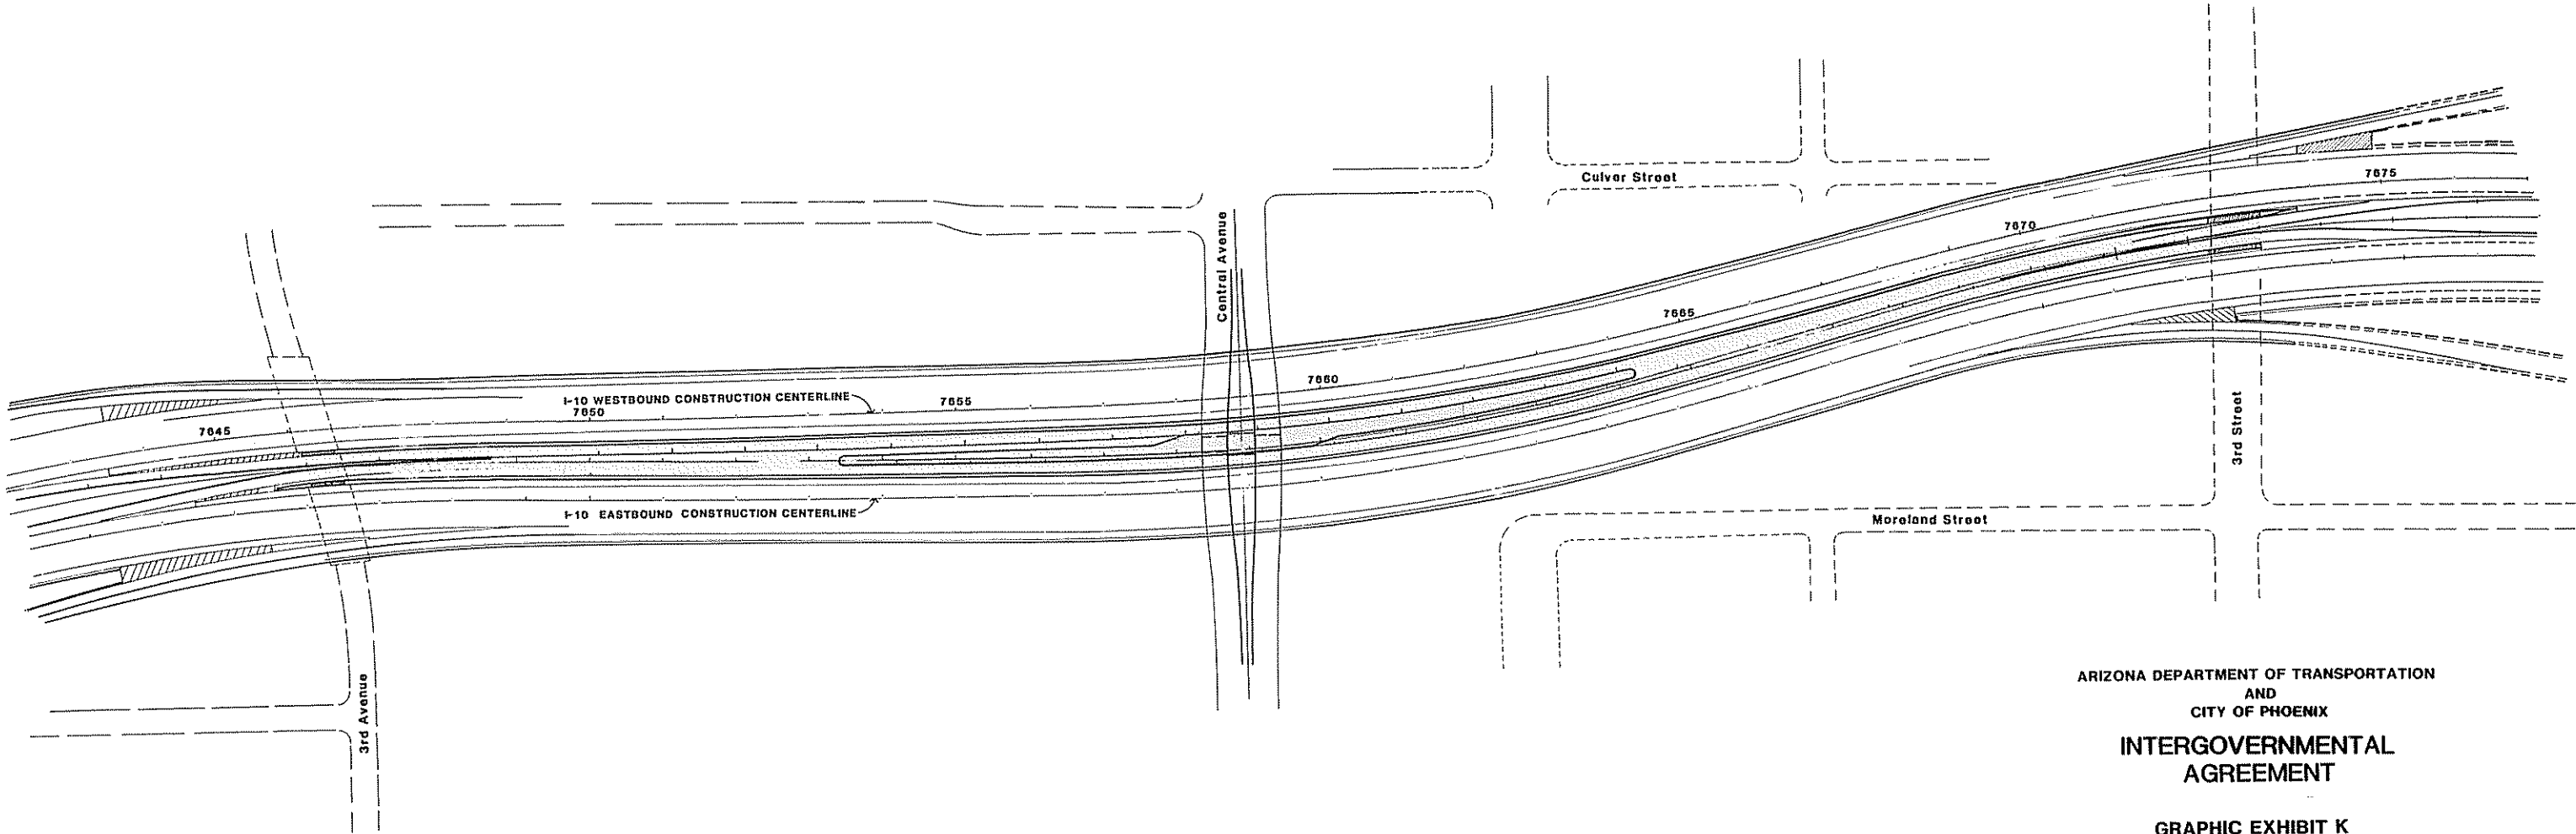 Culver Street
7675
7670
Central Avenue
7665
7660
I-10 WESTBOUND CONSTRUCTION CENTERLINE
7655
7650
7645
3rd Street
I-10 EASTBOUND CONSTRUCTION CENTERLINE
Moreland Street
3rd Avenue
ARIZONA DEPARTMENT OF TRANSPORTATION
AND
CITY OF PHOENIX
INTERGOVERNMENTAL
AGREEMENT
GRAPHIC EXHIBIT K